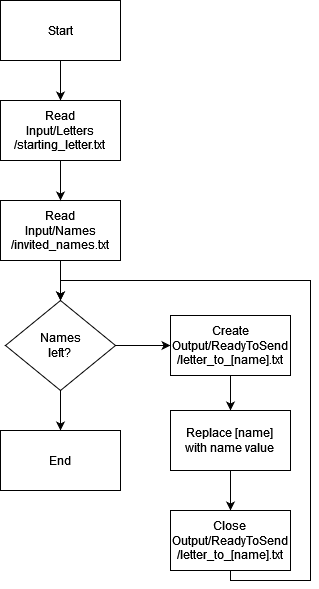 Start
Read
Input/Letters
/starting_letter.txt
Read
Input/Names
/invited_names.txt
Names
left?
Create
Output/ReadyToSend
/letter_to_[name].txt
Replace [name]
with name value
End
Close
Output/ReadyToSend
/letter_to_[name].txt